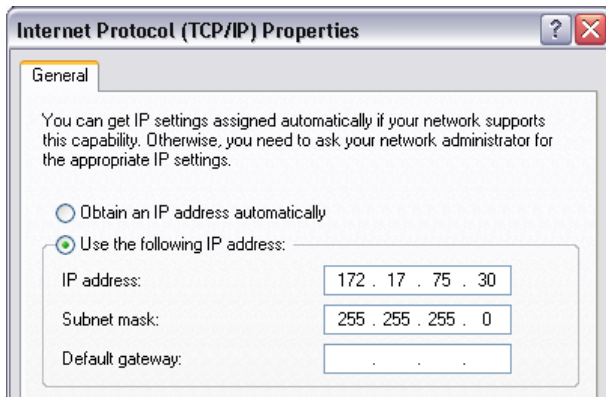 Internet Protocol (TCP/IP) Properties
General
You can get IP settings assigned automatically if your network supports
this capability. Otherwise, you need to ask your network administrator for
the appropriate IP settings.
Obtain an IP address automatically
Use the following IP address:
IP address: 172 . 17 . 75 . 30
Subnet mask: 255 . 255 . 255 . 0
Default gateway: . . .